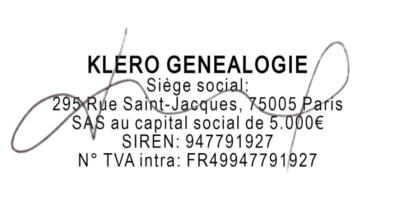 KLERO GENEALOGIE
Siège social:
295 Rue Saint-Jacques, 75005 Paris
SAS au capital social de 5.000€
SIREN: 947791927
N° TVA intra: FR49947791927